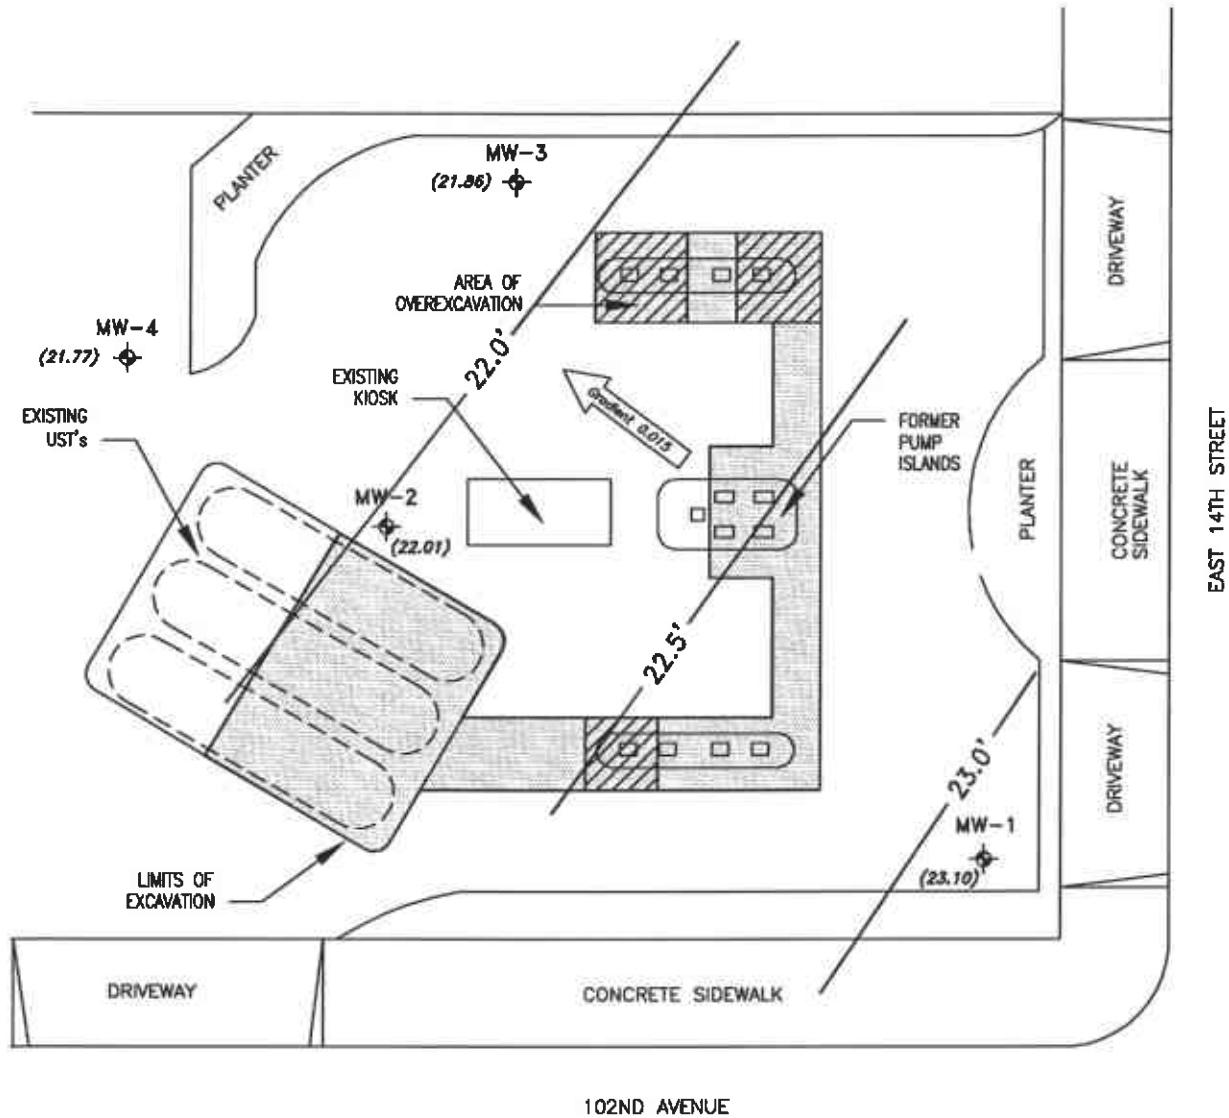 MW-3
(21.86)
PLANTER
DRIVEWAY
AREA OF
OVEREXCAVATION
MW-4
(21.77)
22.0'
EXISTING
KIOSK
Gradient 0.015
EXISTING
UST's
FORMER
PUMP
ISLANDS
EAST 14TH STREET
PLANTER
CONCRETE
SIDEWALK
MW-2
(22.01)
22.5'
DRIVEWAY
23.0'
MW-1
(23.10)
LIMITS OF
EXCAVATION
DRIVEWAY
CONCRETE SIDEWALK
102ND AVENUE